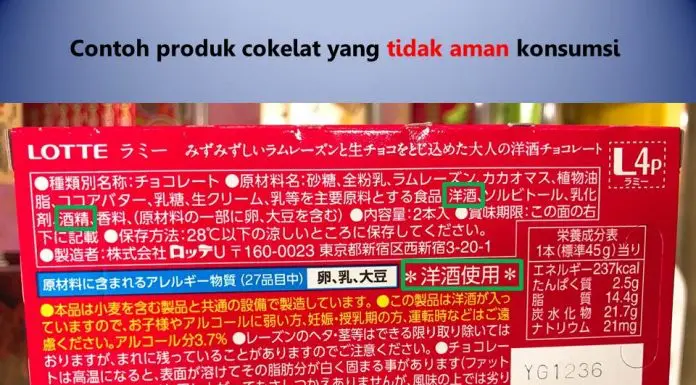 Contoh produk cokelat yang tidak aman konsumsi
LOTTE ラミー みずみずしいラムレーズンと生チョコをとじ込めた大人の洋酒チョコレート
L4P
ラミー
●種類別名称:チョコレート ●原材料名:砂糖、全粉乳、ラムレーズン、カカオマス、植物油
脂、ココアバター、乳糖、生クリーム、乳等を主要原料とする食品、洋酒、ソルビトール、乳化
剤、酒精、香料、(原材料の一部に卵、大豆を含む) ●内容量:2本入 ●賞味期限:この面の右
下に記載 ●保存方法:28℃以下の涼しいところに保存してください。
●製造者:株式会社 ロッテU 〒160-0023 東京都新宿区西新宿3-20-1
栄養成分表
1本(標準45g)当り
エネルギー237kcal
たんぱく質 2.5g
脂質 14.4g
炭水化物 21.7g
ナトリウム 21mg
原材料に含まれるアレルギー物質(27品目中) 卵、乳、大豆
*洋酒使用*
●本品は小麦を含む製品と共通の設備で製造しています。●この製品は洋酒が入っ
ていますので、お子様やアルコールに弱い方、妊娠・授乳期の方、運転時などはご遠
慮ください。アルコール分3.7% ●レーズンのヘタ・茎等はできる限り取り除いては
おりますが、まれに残っていることがありますのでご注意ください。●チョコレー
トは高温になると、表面が溶けてその脂肪分が白く固まる事があります(ファット
YG1236